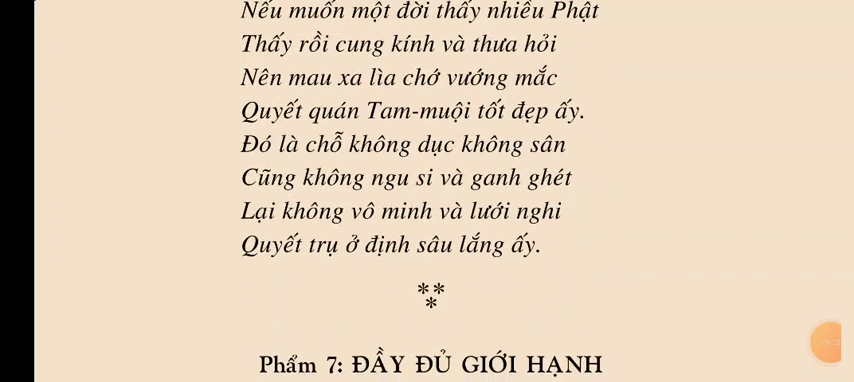 Nếu muốn một đời thấy nhiều Phật
Thấy rồi cung kính và thưa hỏi
Nên mau xa lìa chớ vướng mắc
Quyết quán Tam-muội tốt đẹp ấy.
Đó là chỗ không dục không sân
Cũng không ngu si và ganh ghét
Lại không vô minh và lưới nghi
Quyết trụ ở định sâu lắng ấy.
**
*
Phẩm 7: ĐẦY ĐỦ GIỚI HẠNH